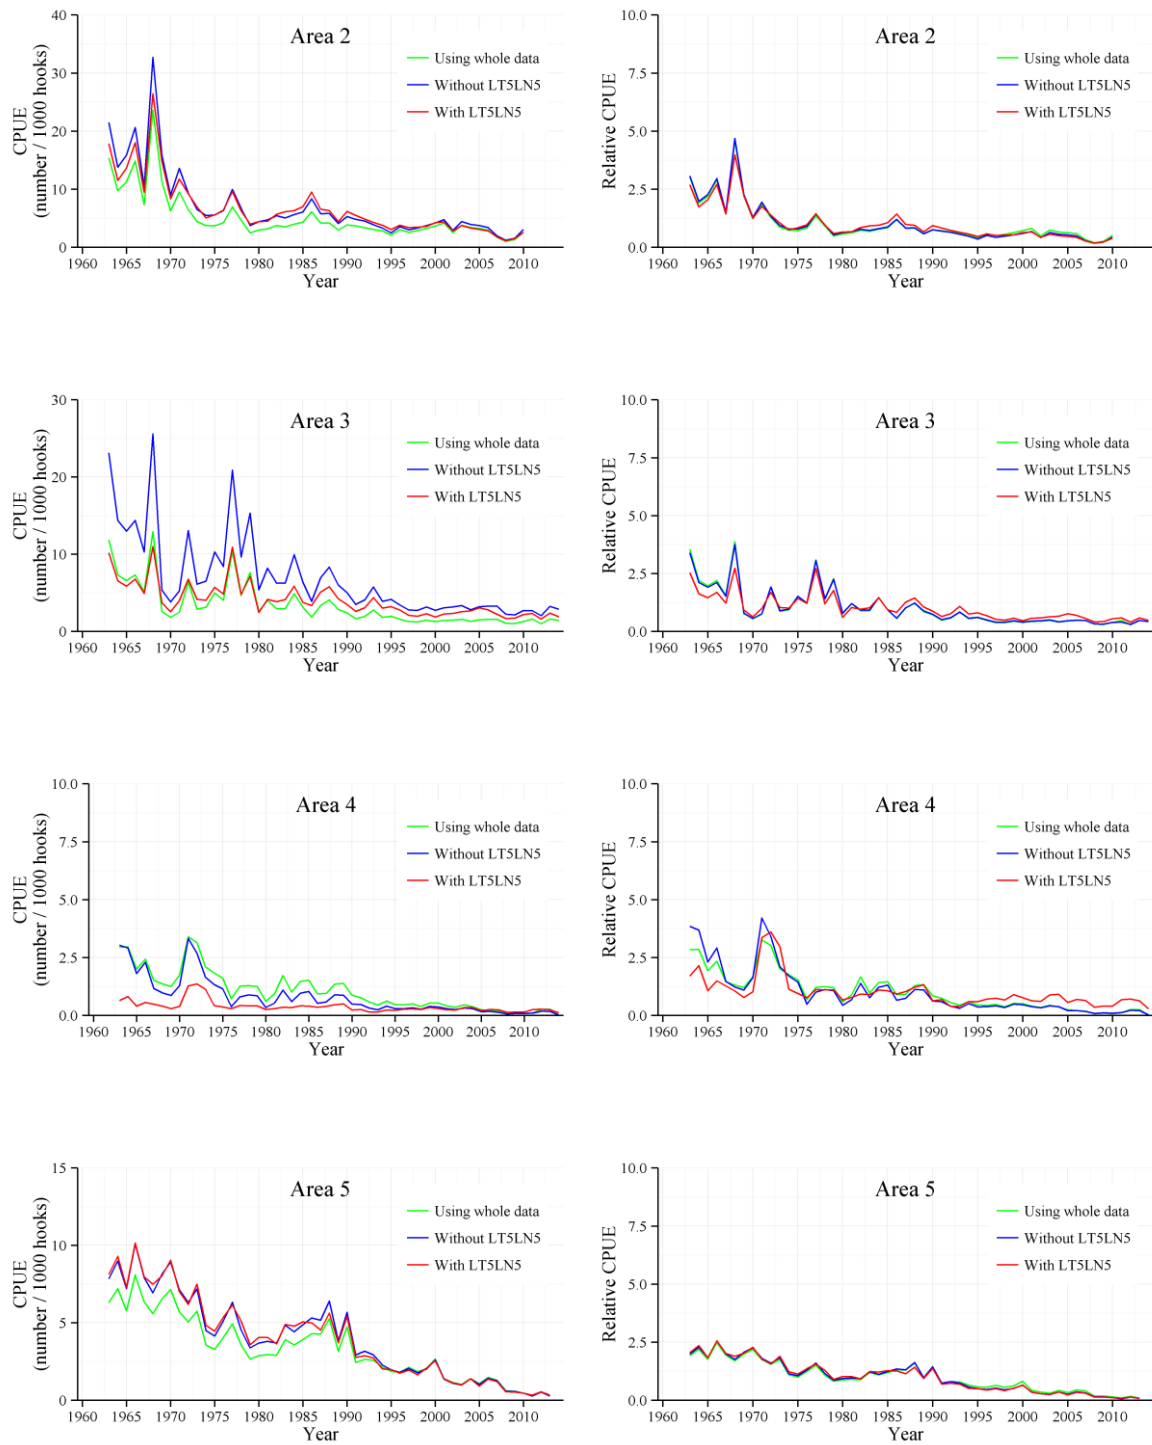 Area 2
CPUE
(number / 1000 hooks)
40
30
20
10
0
Using whole data
Without LT5LN5
With LT5LN5
1960 1965 1970 1975 1980 1985 1990 1995 2000 2005 2010
Year
Area 2
Relative CPUE
10.0
7.5
5.0
2.5
0.0
Using whole data
Without LT5LN5
With LT5LN5
1960 1965 1970 1975 1980 1985 1990 1995 2000 2005 2010
Year
Area 3
CPUE
(number / 1000 hooks)
30
20
10
0
Using whole data
Without LT5LN5
With LT5LN5
1960 1965 1970 1975 1980 1985 1990 1995 2000 2005 2010
Year
Area 3
Relative CPUE
10.0
7.5
5.0
2.5
0.0
Using whole data
Without LT5LN5
With LT5LN5
1960 1965 1970 1975 1980 1985 1990 1995 2000 2005 2010
Year
Area 4
CPUE
(number / 1000 hooks)
10.0
7.5
5.0
2.5
0.0
Using whole data
Without LT5LN5
With LT5LN5
1960 1965 1970 1975 1980 1985 1990 1995 2000 2005 2010
Year
Area 4
Relative CPUE
10.0
7.5
5.0
2.5
0.0
Using whole data
Without LT5LN5
With LT5LN5
1960 1965 1970 1975 1980 1985 1990 1995 2000 2005 2010
Year
Area 5
CPUE
(number / 1000 hooks)
15
10
5
0
Using whole data
Without LT5LN5
With LT5LN5
1960 1965 1970 1975 1980 1985 1990 1995 2000 2005 2010
Year
Area 5
Relative CPUE
10.0
7.5
5.0
2.5
0.0
Using whole data
Without LT5LN5
With LT5LN5
1960 1965 1970 1975 1980 1985 1990 1995 2000 2005 2010
Year